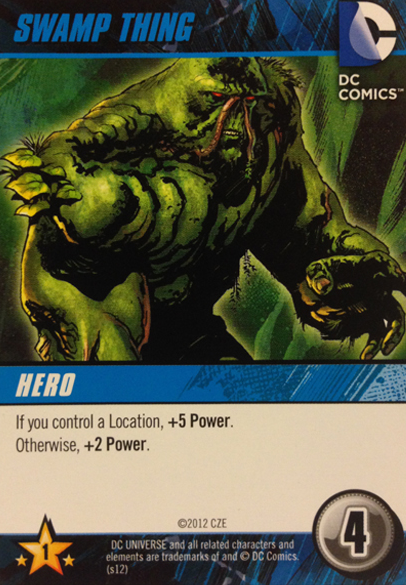 SWAMP THING
DC
COMICS™
HERO
If you control a Location, +5 Power.
Otherwise, +2 Power.
©2012 CZE
1
DC UNIVERSE and all related characters and
elements are trademarks of and © DC Comics.
(s12)
4